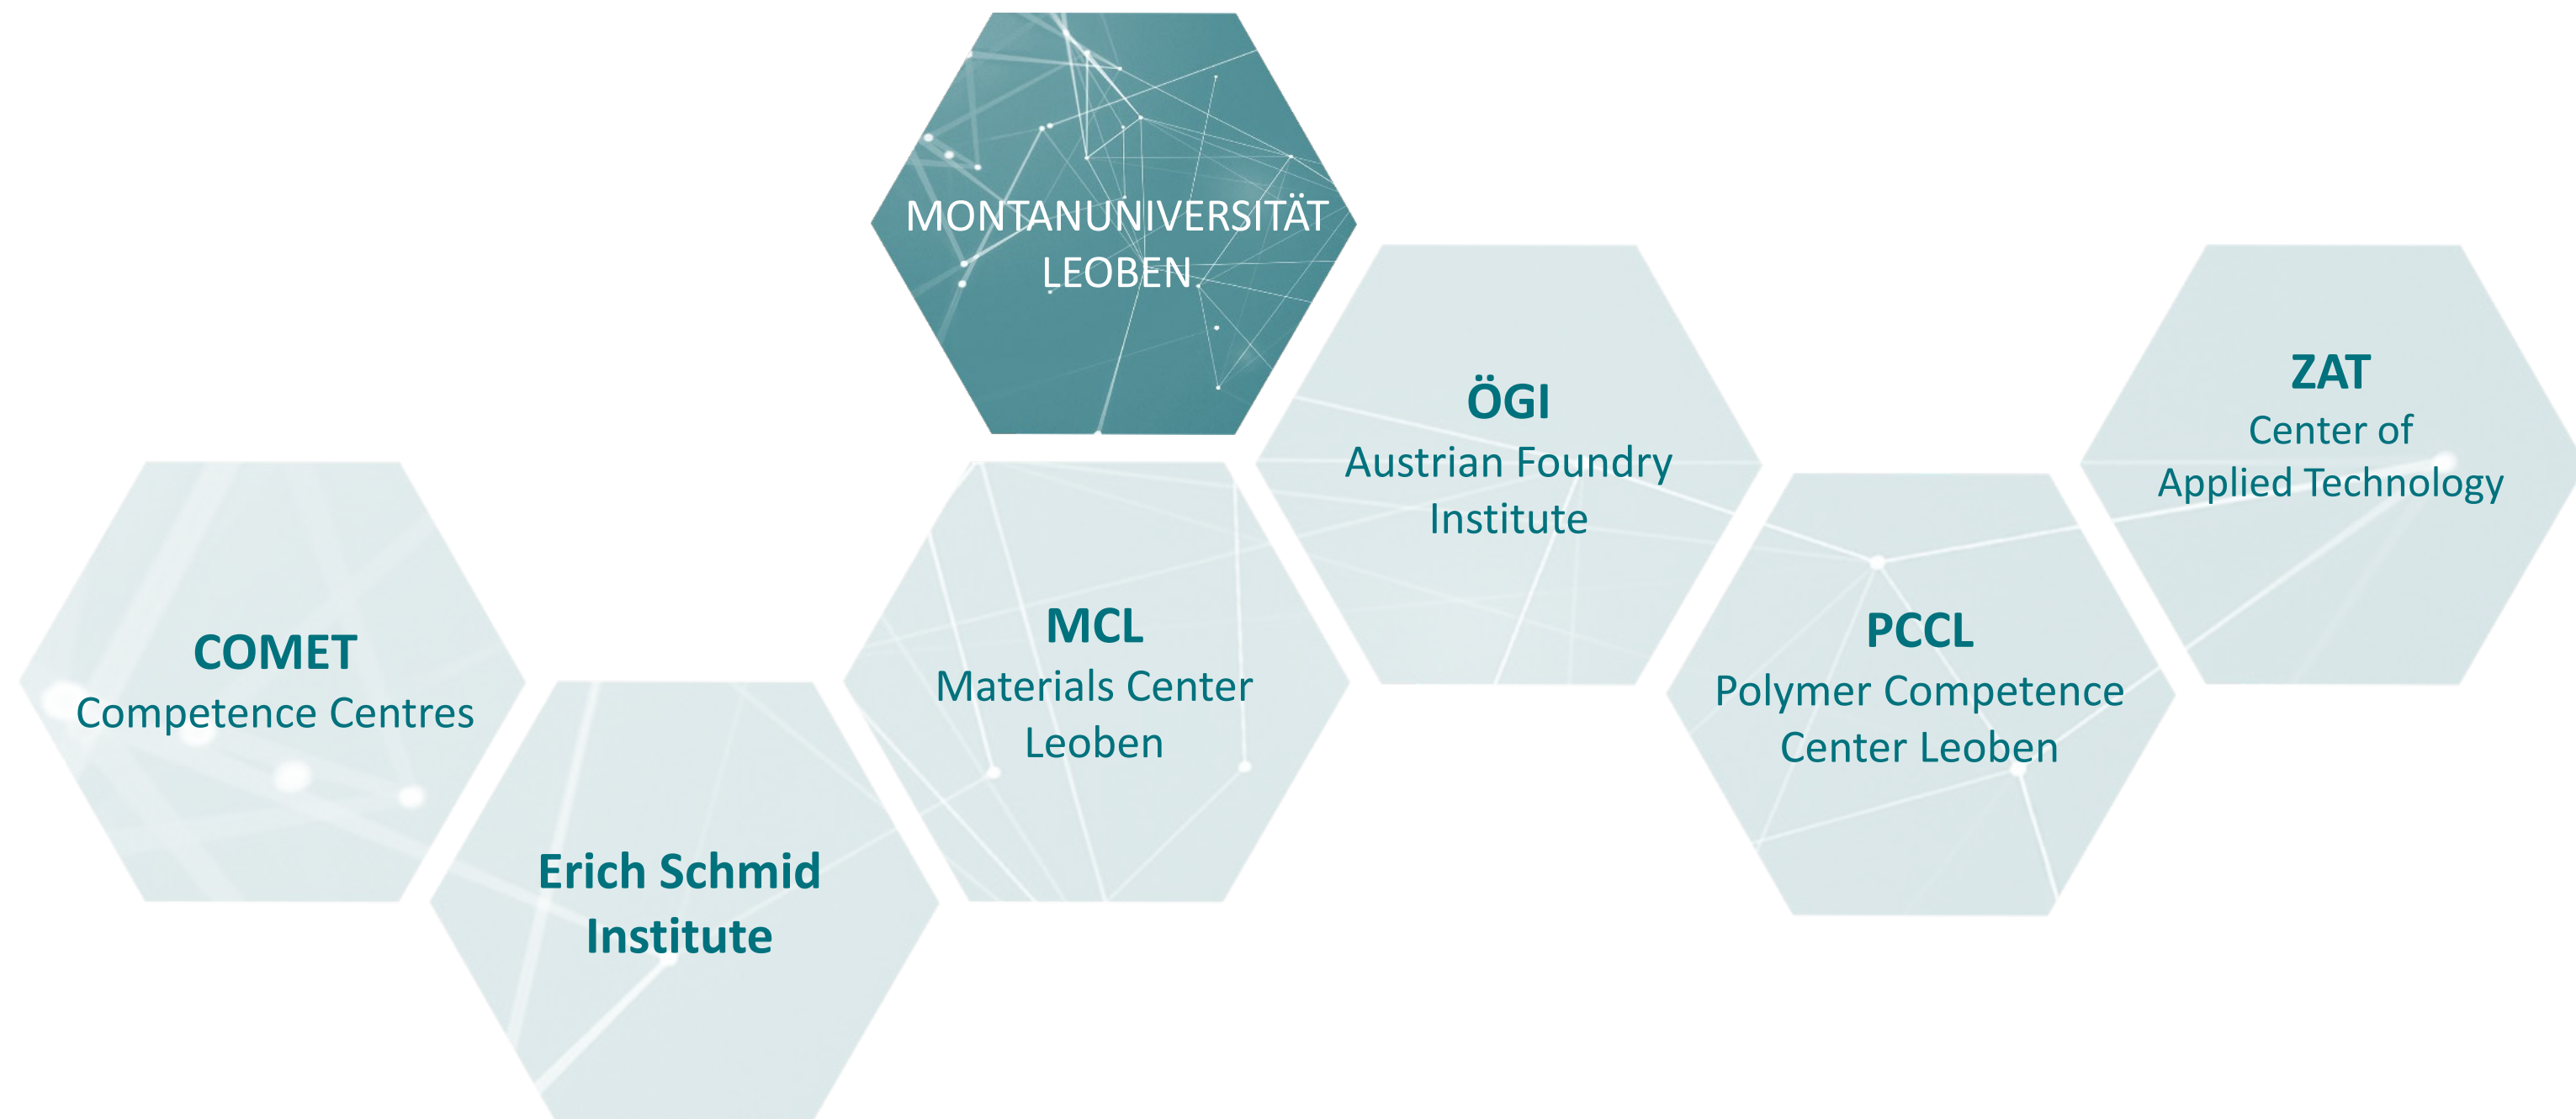 MONTANUNIVERSITÄT
LEOBEN
COMET
Competence Centres
Erich Schmid
Institute
MCL
Materials Center
Leoben
ÖGI
Austrian Foundry
Institute
PCCL
Polymer Competence
Center Leoben
ZAT
Center of
Applied Technology